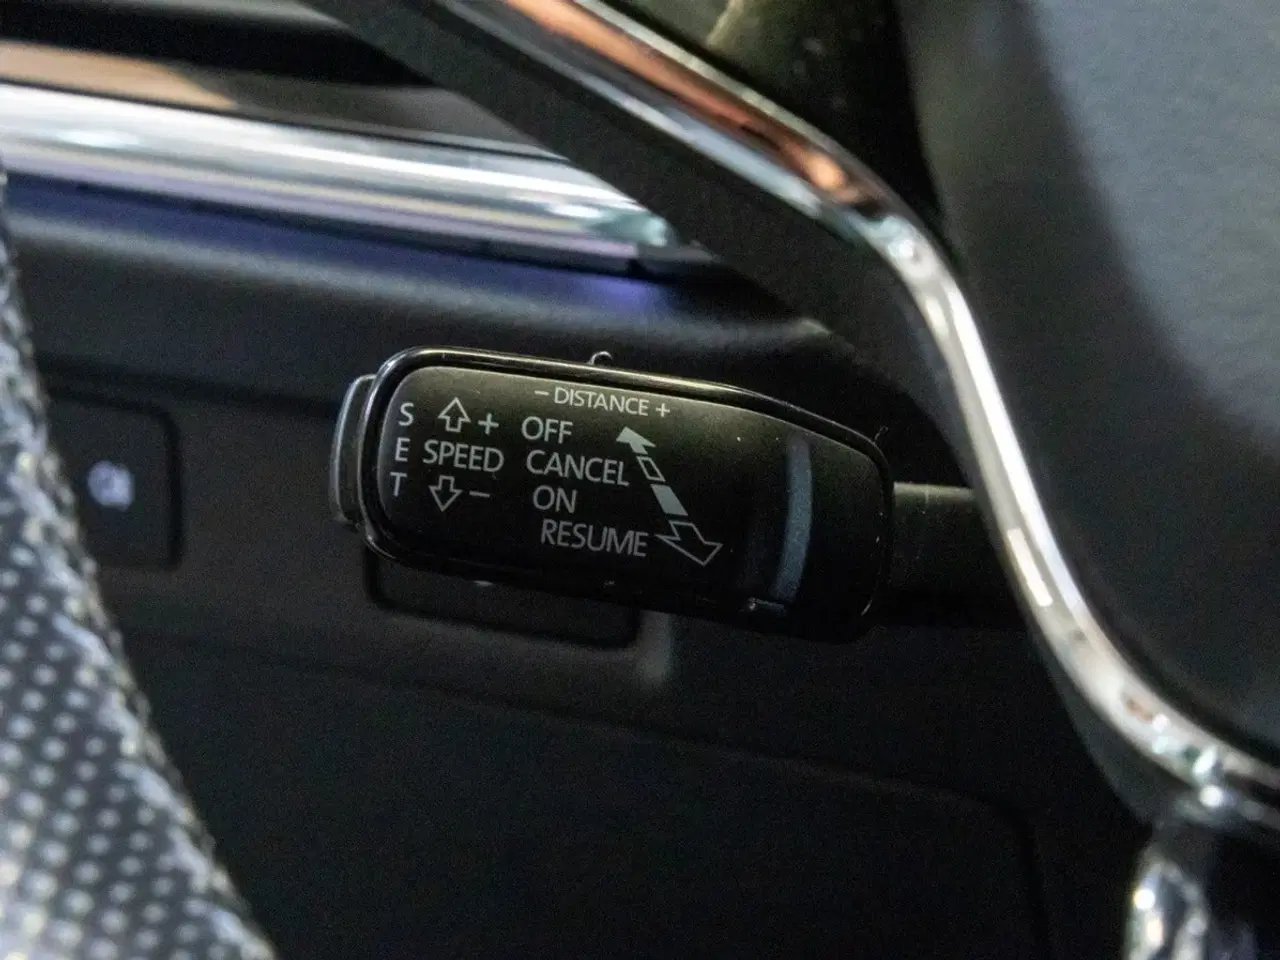 − DISTANCE +
S + OFF
E SPEED CANCEL
T − ON
RESUME